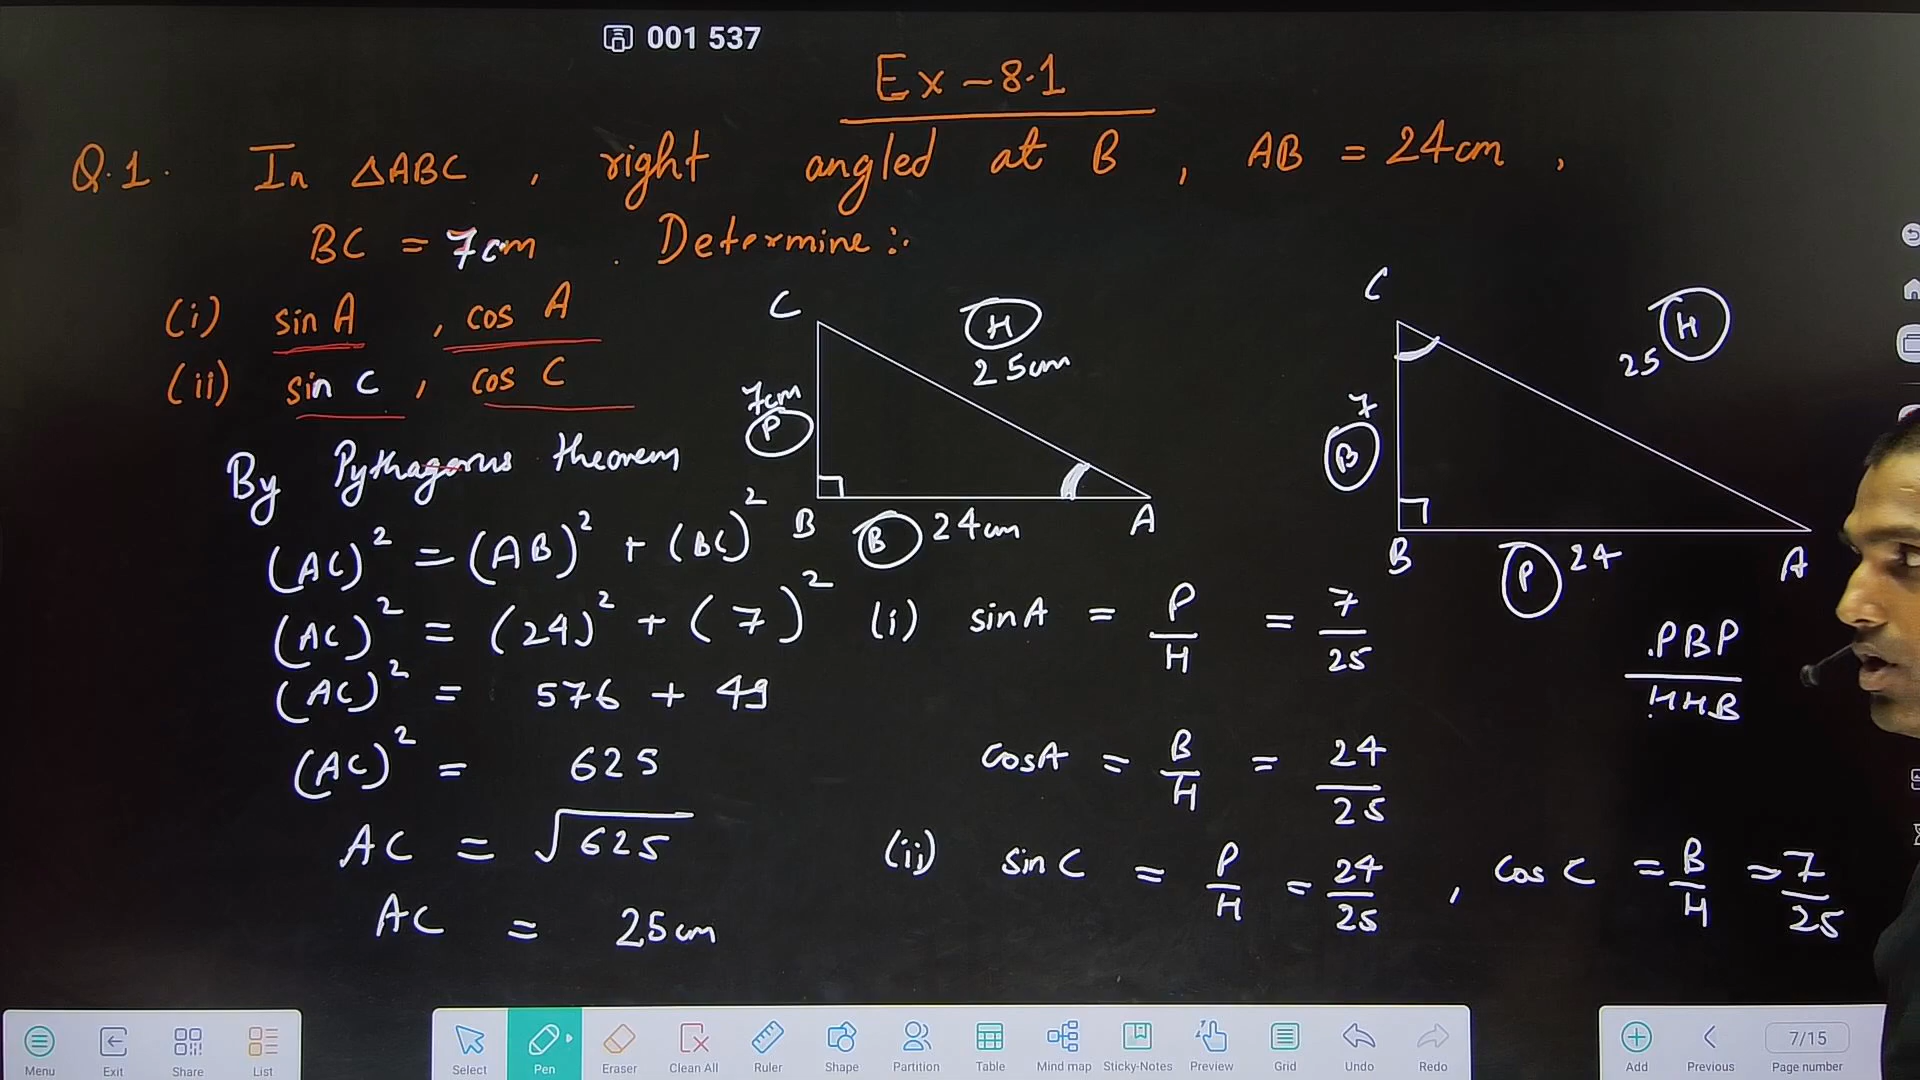 001 537
Ex - 8.1
Q.1. In ΔABC, right angled at B, AB = 24cm,
BC = 7cm. Determine :.
(i) sin A, cos A
(ii) sin C, cos C
By Pythagorus theorem
(AC)² = (AB)² + (BC)²
(AC)² = (24)² + (7)²
(AC)² = 576 + 49
(AC)² = 625
AC = √625
AC = 25cm
C
H
25cm
7cm
P
B
B 24cm
A
C
H
25
7
B
B
P 24
A
(i) sinA = P/H = 7/25
PBP
HHB
cosA = B/H = 24/25
(ii) sin C = P/H = 24/25, cos C = B/H = 7/25
Menu
Exit
Share
List
Select
Pen
Eraser
Clean All
Ruler
Shape
Partition
Table
Mind map
Sticky-Notes
Preview
Grid
Undo
Redo
Add
Previous
7/15
Page number